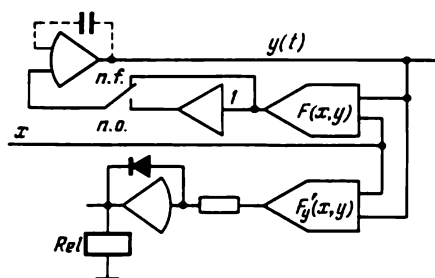 y(t)
n.f.
1
F(x,y)
n.o.
x
F'y(x,y)
Rel